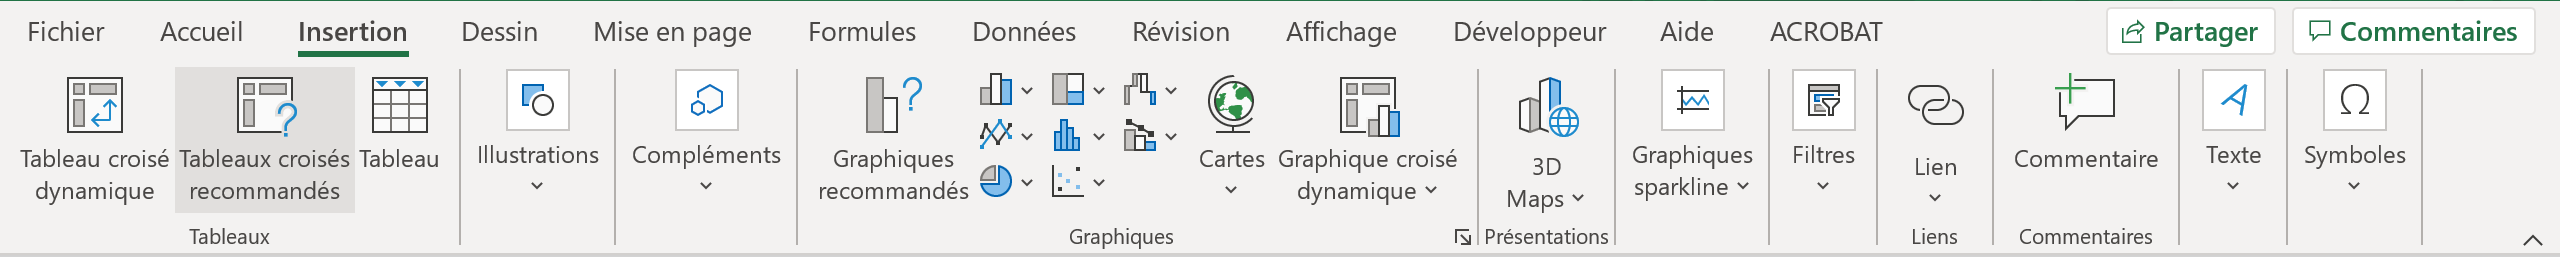 Fichier Accueil Insertion Dessin Mise en page Formules Données Révision Affichage Développeur Aide ACROBAT Partager Commentaires
Tableau croisé
dynamique
Tableaux croisés
recommandés
Tableau
Tableaux
Illustrations
Compléments
Graphiques
recommandés
Cartes
Graphique croisé
dynamique
Graphiques
3D
Maps
Présentations
Graphiques
sparkline
Filtres
Lien
Liens
Commentaire
Commentaires
Texte
Symboles